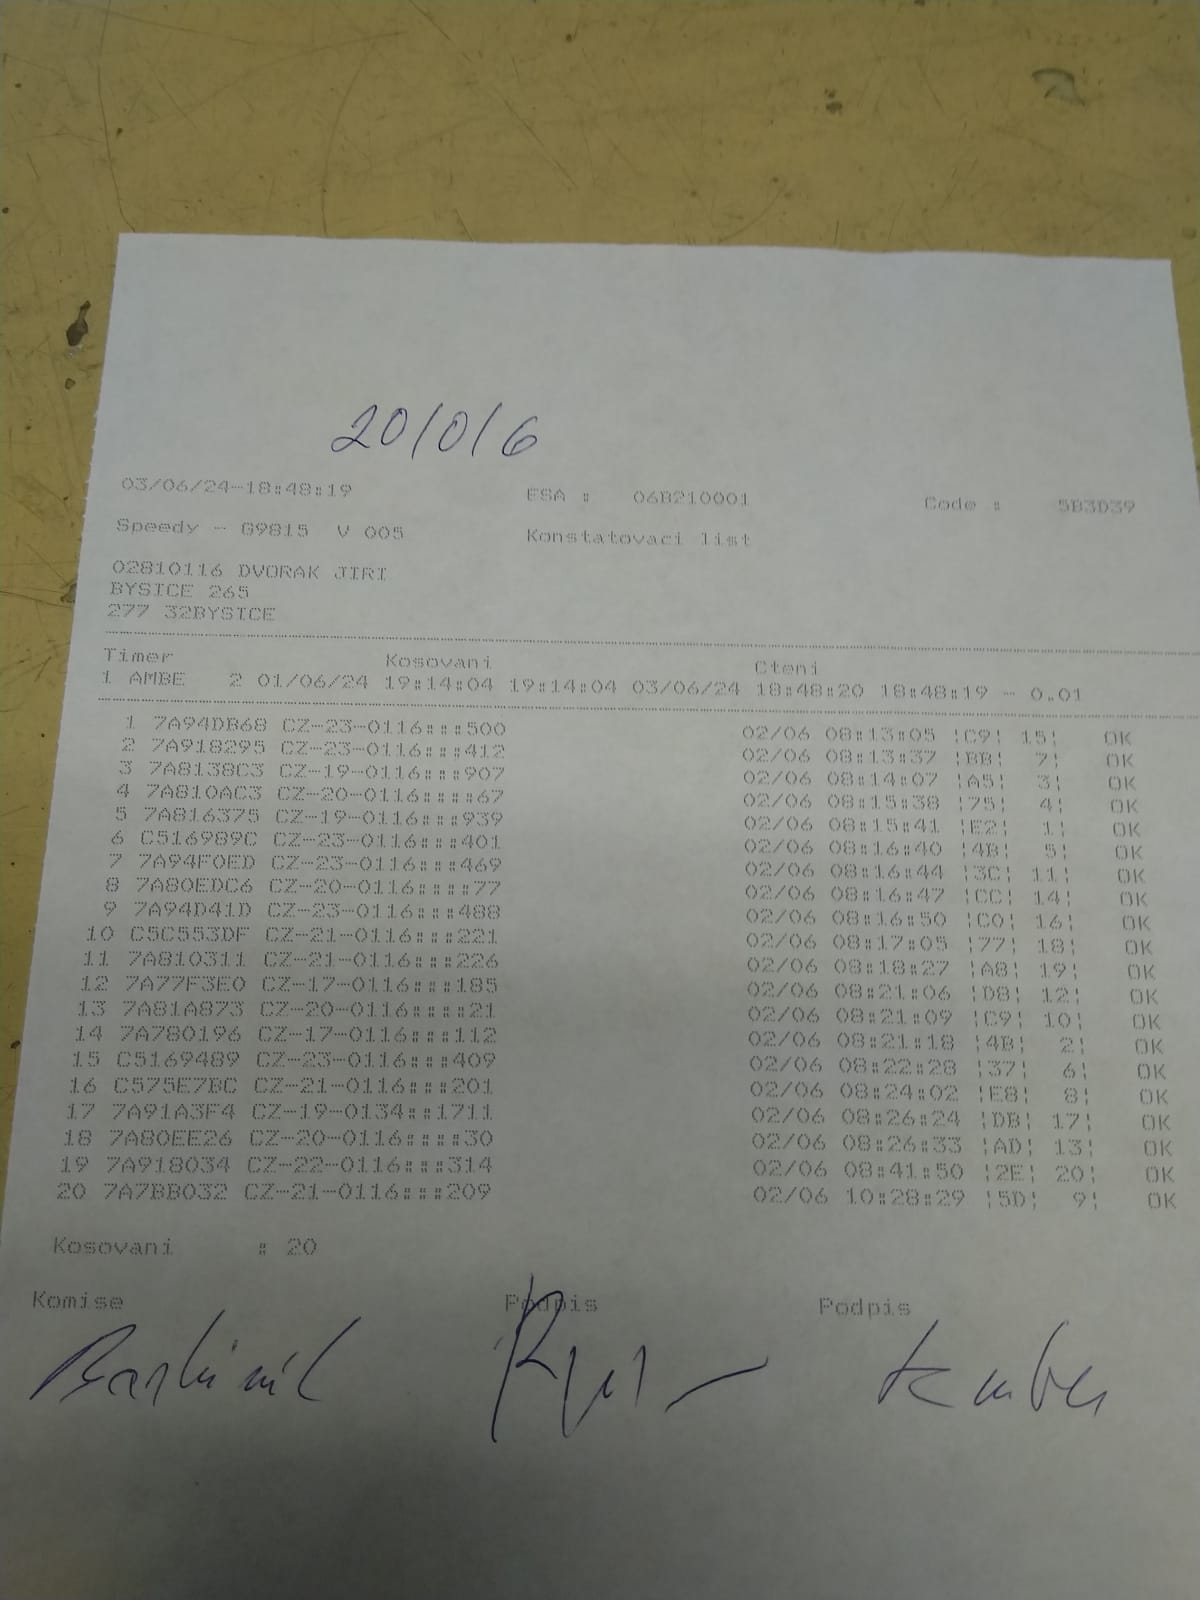 20/0/6
03/06/24-18:48:19 ESA : 06B210001 Code : 5B3D39
Speedy - G9815 V 005 Konstatovaci list
02810116 DVORAK JIRI
BYSICE 265
277 32BYSICE
Timer Kosovani Cteni
1 AMBE 2 01/06/24 19:14:04 19:14:04 03/06/24 18:48:20 18:48:19 - 0.01
1 7A94DB68 CZ-23-0116:::500 02/06 08:13:05 ¦C9¦ 15¦ OK
2 7A918295 CZ-23-0116:::412 02/06 08:13:37 ¦BB¦ 7¦ OK
3 7A8138C3 CZ-19-0116:::907 02/06 08:14:07 ¦A5¦ 3¦ OK
4 7A810AC3 CZ-20-0116::::67 02/06 08:15:38 ¦75¦ 4¦ OK
5 7A816375 CZ-19-0116:::939 02/06 08:15:41 ¦E2¦ 1¦ OK
6 C516989C CZ-23-0116:::401 02/06 08:16:40 ¦4B¦ 5¦ OK
7 7A94F0ED CZ-23-0116:::469 02/06 08:16:44 ¦3C¦ 11¦ OK
8 7A80EDC6 CZ-20-0116::::77 02/06 08:16:47 ¦CC¦ 14¦ OK
9 7A94D41D CZ-23-0116:::488 02/06 08:16:50 ¦C0¦ 16¦ OK
10 C5C553DF CZ-21-0116:::221 02/06 08:17:05 ¦77¦ 18¦ OK
11 7A810311 CZ-21-0116:::226 02/06 08:18:27 ¦A8¦ 19¦ OK
12 7A77F3E0 CZ-17-0116:::185 02/06 08:21:06 ¦D8¦ 12¦ OK
13 7A81A873 CZ-20-0116::::21 02/06 08:21:09 ¦C9¦ 10¦ OK
14 7A780196 CZ-17-0116:::112 02/06 08:21:18 ¦4B¦ 2¦ OK
15 C5169489 CZ-23-0116:::409 02/06 08:22:28 ¦37¦ 6¦ OK
16 C575E7BC CZ-21-0116:::201 02/06 08:24:02 ¦E8¦ 8¦ OK
17 7A91A3F4 CZ-19-0134::1711 02/06 08:26:24 ¦DB¦ 17¦ OK
18 7A80EE26 CZ-20-0116::::30 02/06 08:26:33 ¦AD¦ 13¦ OK
19 7A918034 CZ-22-0116:::314 02/06 08:41:50 ¦2E¦ 20¦ OK
20 7A7BB032 CZ-21-0116:::209 02/06 10:28:29 ¦5D¦ 9¦ OK
Kosovani : 20
Komise Podpis Podpis